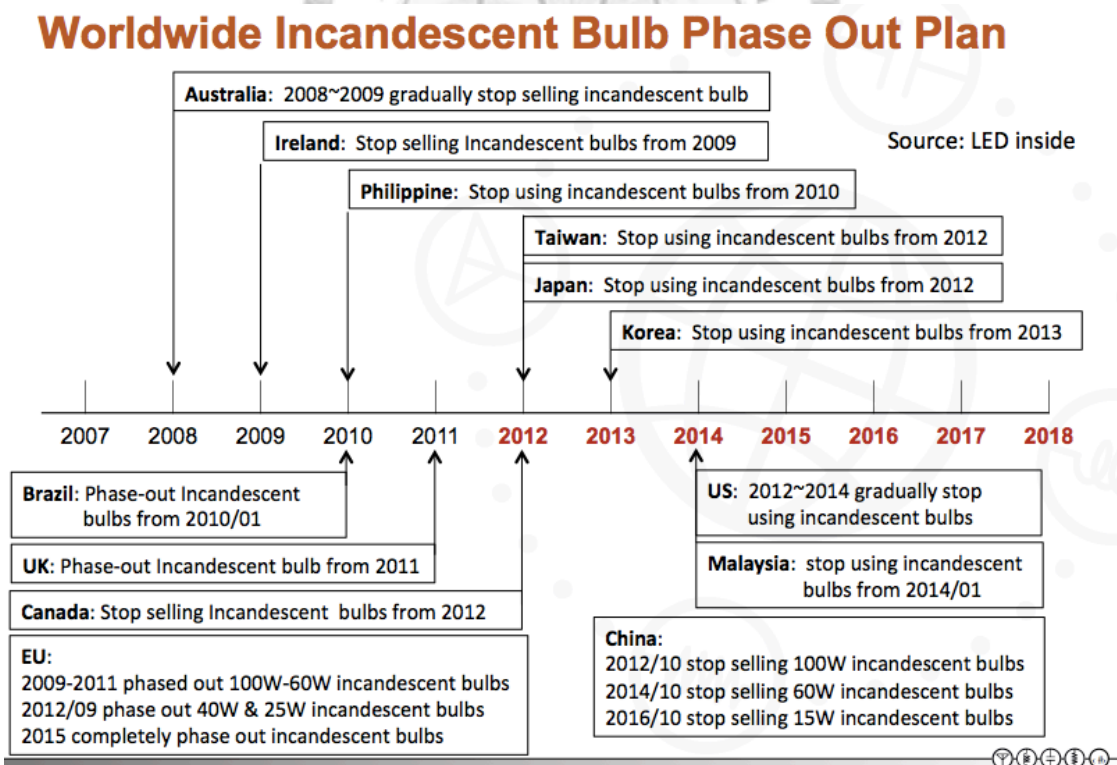 Worldwide Incandescent Bulb Phase Out Plan
Australia: 2008~2009 gradually stop selling incandescent bulb
Ireland: Stop selling Incandescent bulbs from 2009
Source: LED inside
Philippine: Stop using incandescent bulbs from 2010
Taiwan: Stop using incandescent bulbs from 2012
Japan: Stop using incandescent bulbs from 2012
Korea: Stop using incandescent bulbs from 2013
2007 2008 2009 2010 2011 2012 2013 2014 2015 2016 2017 2018
Brazil: Phase-out Incandescent
bulbs from 2010/01
UK: Phase-out Incandescent bulb from 2011
Canada: Stop selling Incandescent bulbs from 2012
EU:
2009-2011 phased out 100W-60W incandescent bulbs
2012/09 phase out 40W & 25W incandescent bulbs
2015 completely phase out incandescent bulbs
US: 2012~2014 gradually stop
using incandescent bulbs
Malaysia: stop using incandescent
bulbs from 2014/01
China:
2012/10 stop selling 100W incandescent bulbs
2014/10 stop selling 60W incandescent bulbs
2016/10 stop selling 15W incandescent bulbs